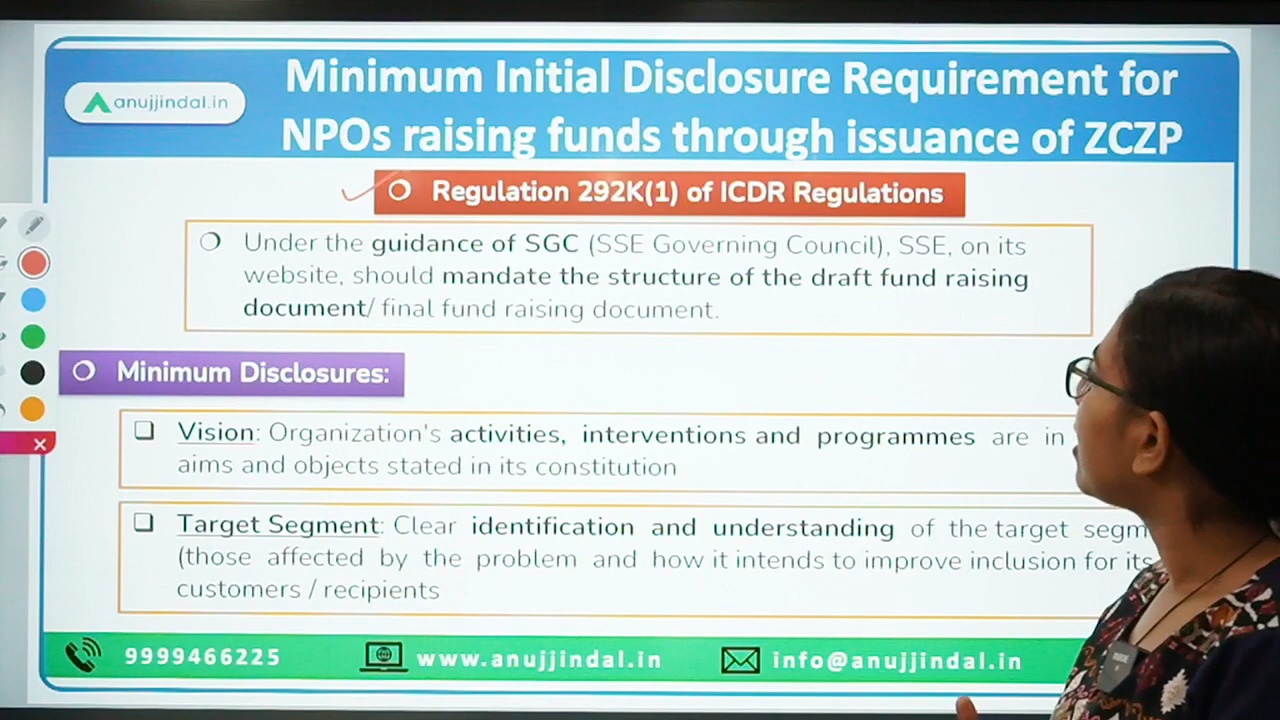 anujjindal.in
Minimum Initial Disclosure Requirement for
NPOs raising funds through issuance of ZCZP
Regulation 292K(1) of ICDR Regulations
Under the guidance of SGC (SSE Governing Council), SSE, on its
website, should mandate the structure of the draft fund raising
document/ final fund raising document.
Minimum Disclosures:
Vision: Organization's activities, interventions and programmes are in
aims and objects stated in its constitution
Target Segment: Clear identification and understanding of the target
(those affected by the problem and how it intends to improve inclusion for its
customers / recipients
9999466225
www.anujjindal.in
info@anujjindal.in